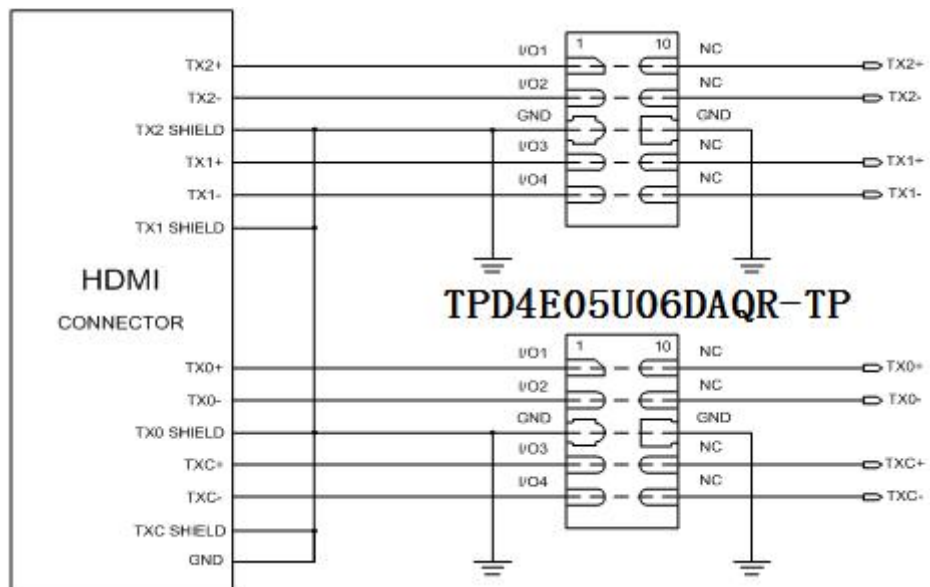 I/O1 1 10 NC
TX2+ TX2+
I/O2 NC
TX2- TX2-
GND GND
TX2 SHIELD
I/O3 NC
TX1+ TX1+
I/O4 NC
TX1- TX1-
TX1 SHIELD
HDMI
CONNECTOR
TPD4E05U06DAQR-TP
I/O1 1 10 NC
TX0+ TX0+
I/O2 NC
TX0- TX0-
GND GND
TX0 SHIELD
I/O3 NC
TXC+ TXC+
I/O4 NC
TXC- TXC-
TXC SHIELD
GND